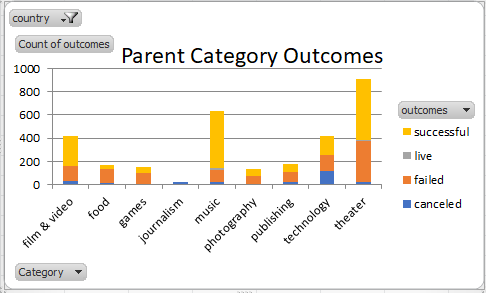 country
Count of outcomes
Parent Category Outcomes
1000
800
600
400
200
0
film & video
food
games
journalism
music
photography
publishing
technology
theater
outcomes
successful
live
failed
canceled
Category